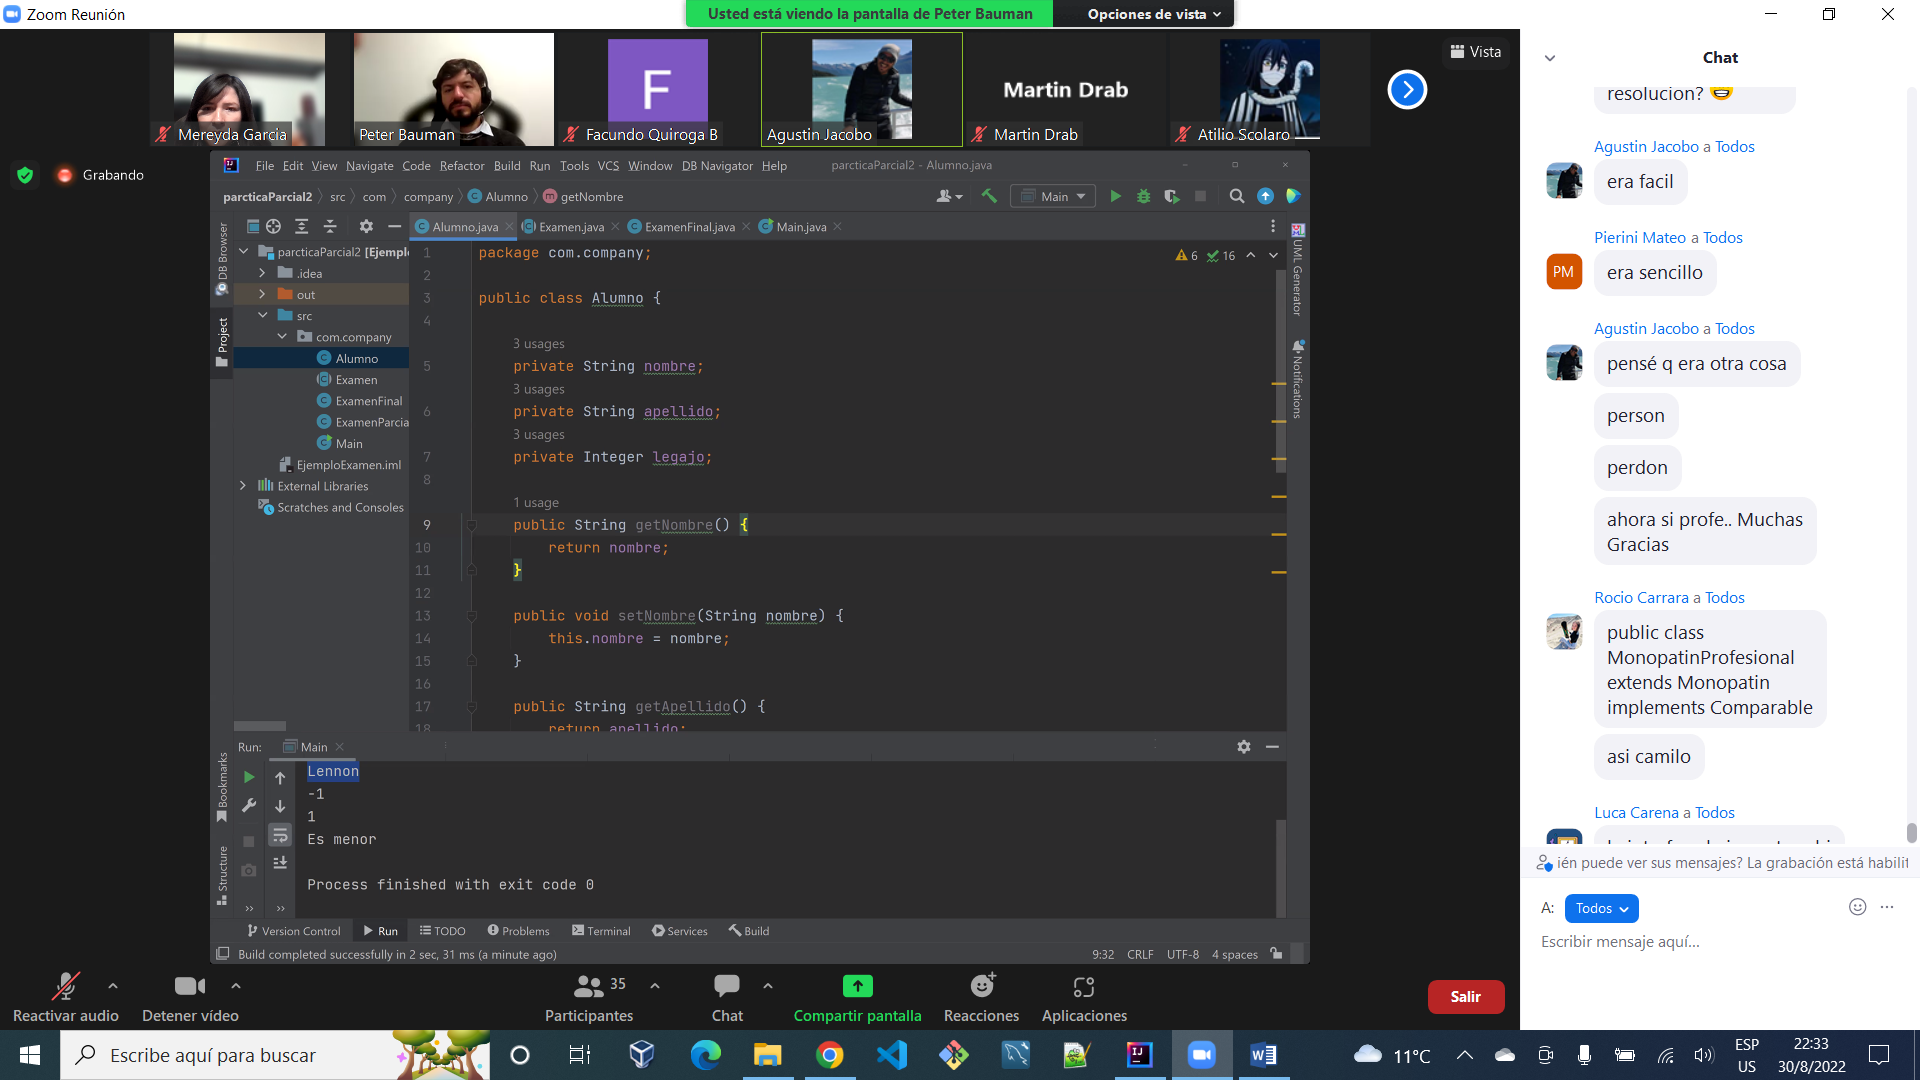 Zoom Reunión
Usted está viendo la pantalla de Peter Bauman
Opciones de vista
Mereyda Garcia
Peter Bauman
F
Facundo Quiroga B
Agustin Jacobo
Martin Drab
Martin Drab
Atilio Scolaro
Vista
Grabando
File Edit View Navigate Code Refactor Build Run Tools VCS Window DB Navigator Help
parcticaParcial2 - Alumno.java
parcticaParcial2 src com company Alumno getNombre
Main
Alumno.java Examen.java ExamenFinal.java Main.java
DB Browser
Project
Bookmarks
Structure
parcticaParcial2 [Ejempl
.idea
out
src
com.company
Alumno
Examen
ExamenFinal
ExamenParcia
Main
EjemploExamen.iml
External Libraries
Scratches and Consoles
6 16
UML Generator
Notifications
1 package com.company;
2
3 public class Alumno {
4
3 usages
5 private String nombre;
3 usages
6 private String apellido;
3 usages
7 private Integer legajo;
8
1 usage
9 public String getNombre() {
10 return nombre;
11 }
12
13 public void setNombre(String nombre) {
14 this.nombre = nombre;
15 }
16
17 public String getApellido() {
18 return apellido;
Run: Main
Lennon
-1
1
Es menor
Process finished with exit code 0
Version Control Run TODO Problems Terminal Services Build
Build completed successfully in 2 sec, 31 ms (a minute ago)
9:32 CRLF UTF-8 4 spaces
Chat
resolucion?
Agustin Jacobo a Todos
era facil
Pierini Mateo a Todos
PM
era sencillo
Agustin Jacobo a Todos
pensé q era otra cosa
person
perdon
ahora si profe.. Muchas
Gracias
Rocio Carrara a Todos
public class
MonopatinProfesional
extends Monopatin
implements Comparable
asi camilo
Luca Carena a Todos
ién puede ver sus mensajes? La grabación está habilit
A: Todos
Escribir mensaje aquí...
Reactivar audio
Detener vídeo
35
Participantes
Chat
Compartir pantalla
Reacciones
Aplicaciones
Salir
Escribe aquí para buscar
11°C
ESP
US
22:33
30/8/2022